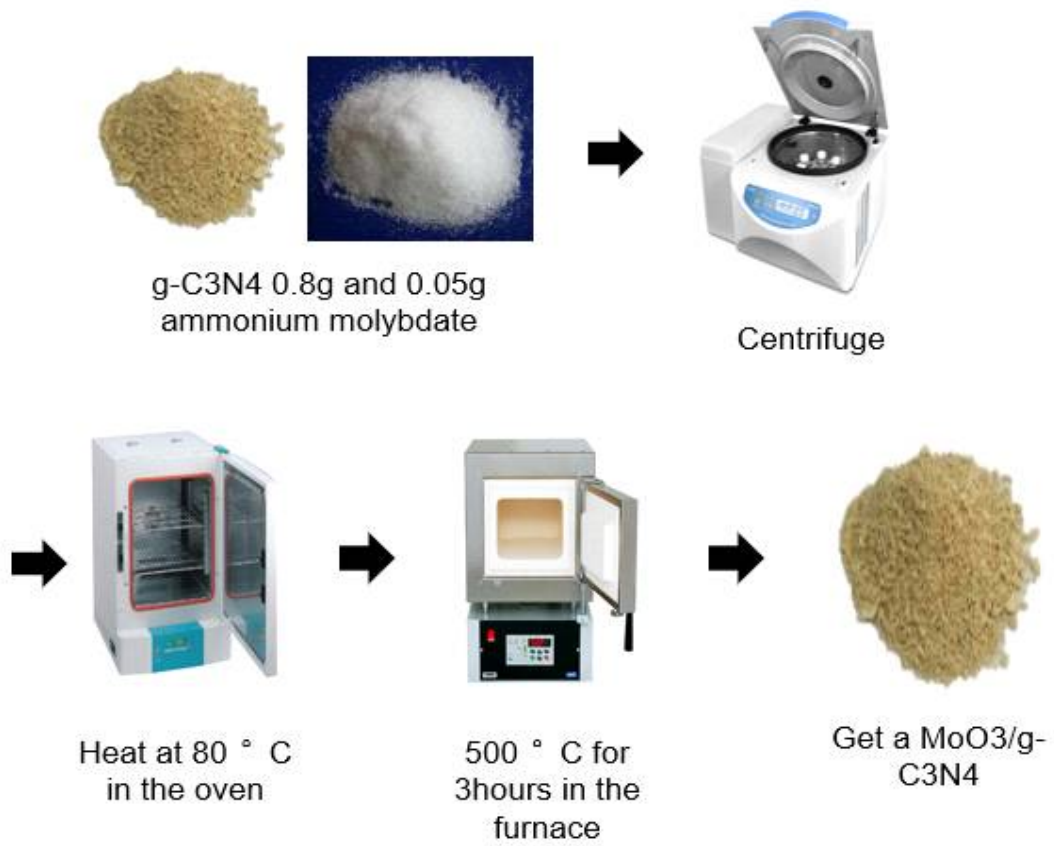 g-C3N4 0.8g and 0.05g
ammonium molybdate
Centrifuge
Heat at 80 ° C
in the oven
500 ° C for
3hours in the
furnace
Get a MoO3/g-
C3N4